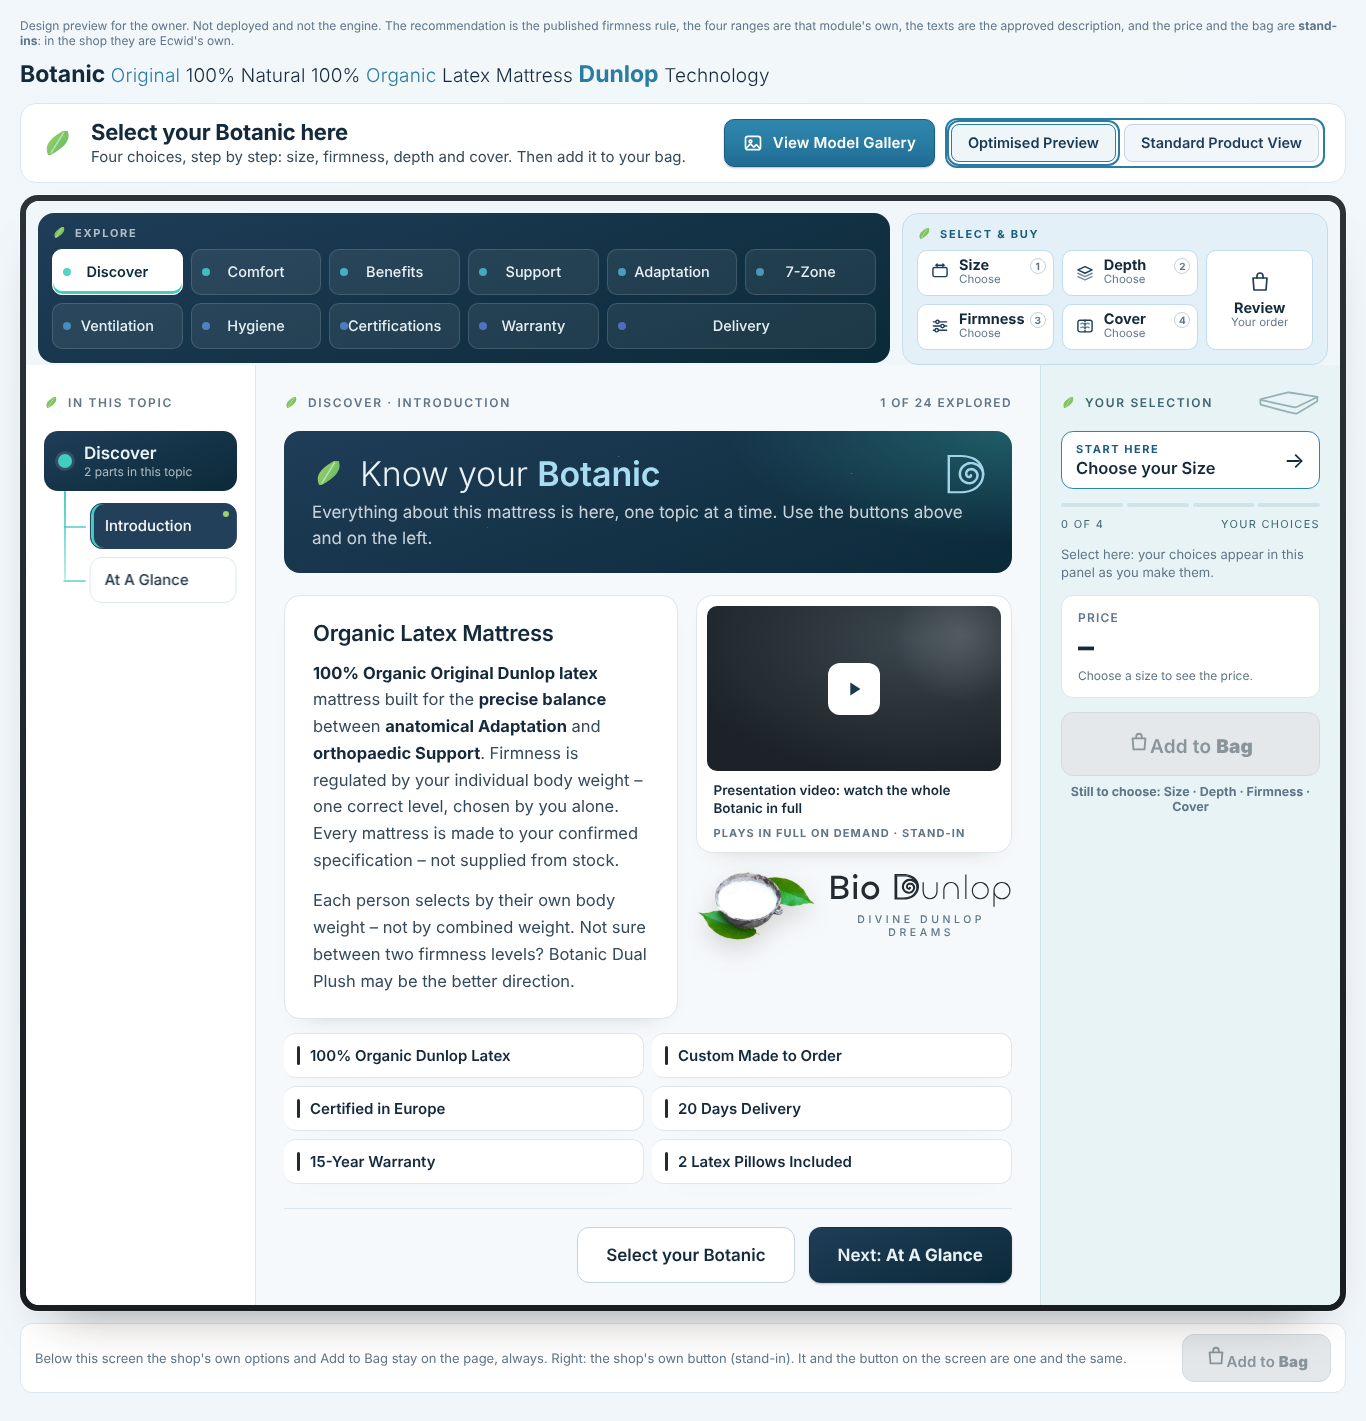 Design preview for the owner. Not deployed and not the engine. The recommendation is the published firmness rule, the four ranges are that module's own, the texts are the approved description, and the price and the bag are stand-
ins: in the shop they are Ecwid's own.
Botanic Original 100% Natural 100% Organic Latex Mattress Dunlop Technology
Select your Botanic here
Four choices, step by step: size, firmness, depth and cover. Then add it to your bag.
View Model Gallery
Optimised Preview
Standard Product View
EXPLORE
Discover
Comfort
Benefits
Support
Adaptation
7-Zone
Ventilation
Hygiene
Certifications
Warranty
Delivery
SELECT & BUY
Size
Choose
1
Depth
Choose
2
Firmness
Choose
3
Cover
Choose
4
Review
Your order
IN THIS TOPIC
Discover
2 parts in this topic
Introduction
At A Glance
DISCOVER · INTRODUCTION
1 OF 24 EXPLORED
Know your Botanic
Everything about this mattress is here, one topic at a time. Use the buttons above
and on the left.
Organic Latex Mattress
100% Organic Original Dunlop latex
mattress built for the precise balance
between anatomical Adaptation and
orthopaedic Support. Firmness is
regulated by your individual body weight –
one correct level, chosen by you alone.
Every mattress is made to your confirmed
specification – not supplied from stock.
Each person selects by their own body
weight – not by combined weight. Not sure
between two firmness levels? Botanic Dual
Plush may be the better direction.
Presentation video: watch the whole
Botanic in full
PLAYS IN FULL ON DEMAND · STAND-IN
Bio Dunlop
DIVINE DUNLOP
DREAMS
100% Organic Dunlop Latex
Custom Made to Order
Certified in Europe
20 Days Delivery
15-Year Warranty
2 Latex Pillows Included
Select your Botanic
Next: At A Glance
YOUR SELECTION
START HERE
Choose your Size
0 OF 4
YOUR CHOICES
Select here: your choices appear in this
panel as you make them.
PRICE
–
Choose a size to see the price.
Add to Bag
Still to choose: Size · Depth · Firmness ·
Cover
Below this screen the shop's own options and Add to Bag stay on the page, always. Right: the shop's own button (stand-in). It and the button on the screen are one and the same.
Add to Bag